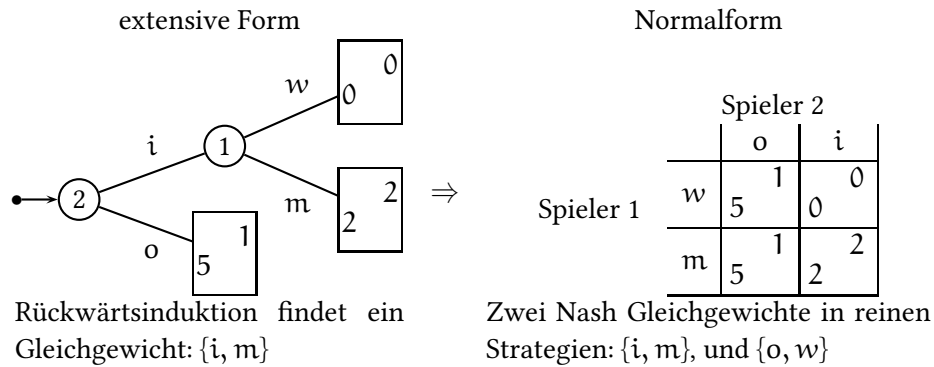 extensive Form
Normalform
0
0
w
i
1
2
2
2
m
1
5
o
⇒
Spieler 2
o i
Spieler 1
w 1 5 0 0
m 1 5 2 2
Rückwärtsinduktion findet ein
Gleichgewicht: {i, m}
Zwei Nash Gleichgewichte in reinen
Strategien: {i, m}, und {o, w}